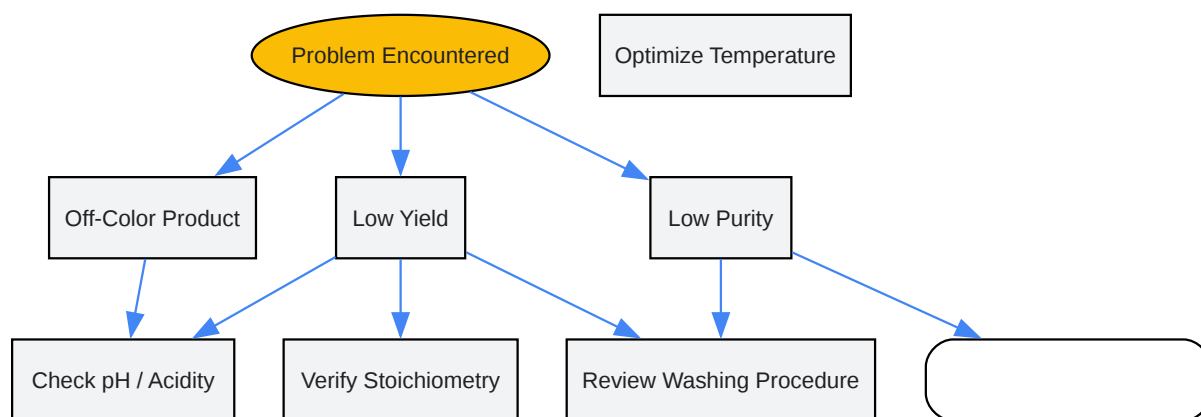 Problem Encountered
Optimize Temperature
Off-Color Product
Low Yield
Low Purity
Check pH / Acidity
Verify Stoichiometry
Review Washing Procedure